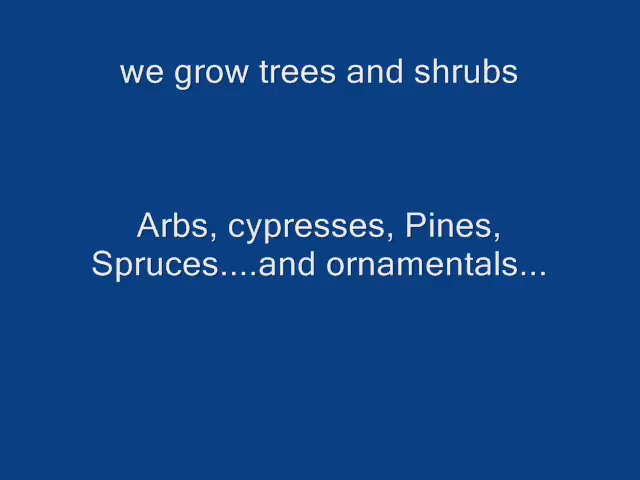 we grow trees and shrubs
Arbs, cypresses, Pines,
Spruces....and ornamentals...